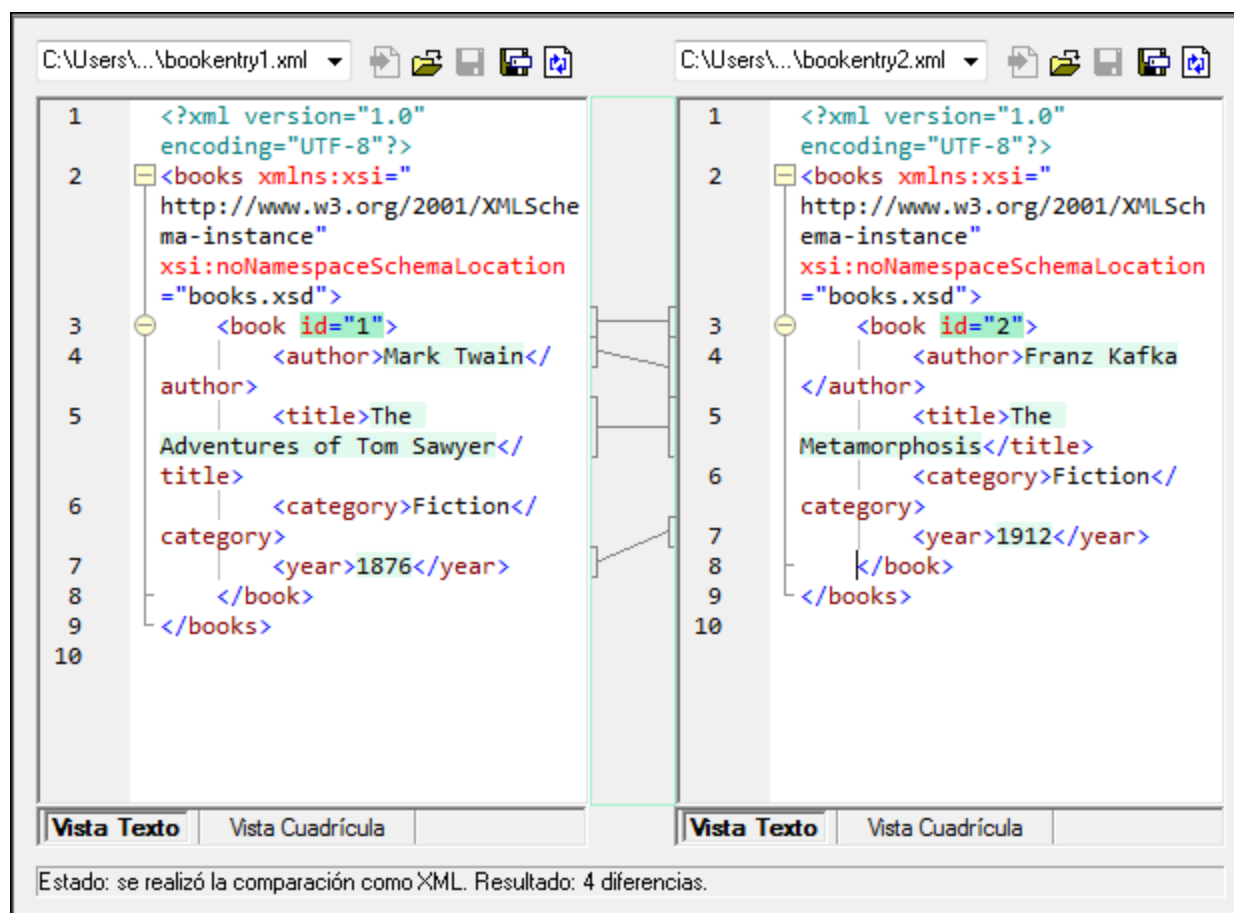 C:\Users\...\bookentry1.xml
1 <?xml version="1.0"
encoding="UTF-8"?>
2 <books xmlns:xsi="
http://www.w3.org/2001/XMLSche
ma-instance"
xsi:noNamespaceSchemaLocation
="books.xsd">
3 <book id="1">
4 <author>Mark Twain</
author>
5 <title>The
Adventures of Tom Sawyer</
title>
6 <category>Fiction</
category>
7 <year>1876</year>
8 </book>
9 </books>
10
Vista Texto Vista Cuadrícula
C:\Users\...\bookentry2.xml
1 <?xml version="1.0"
encoding="UTF-8"?>
2 <books xmlns:xsi="
http://www.w3.org/2001/XMLSch
ema-instance"
xsi:noNamespaceSchemaLocation
="books.xsd">
3 <book id="2">
4 <author>Franz Kafka
</author>
5 <title>The
Metamorphosis</title>
6 <category>Fiction</
category>
7 <year>1912</year>
8 </book>
9 </books>
10
Vista Texto Vista Cuadrícula
Estado: se realizó la comparación como XML. Resultado: 4 diferencias.